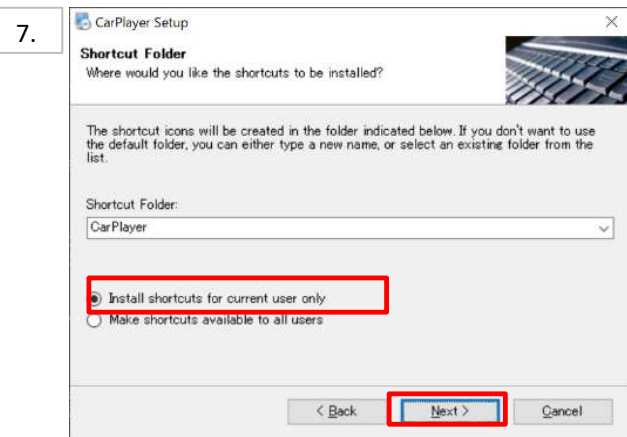 7.
CarPlayer Setup
Shortcut Folder
Where would you like the shortcuts to be installed?
The shortcut icons will be created in the folder indicated below. If you don't want to use
the default folder, you can either type a new name, or select an existing folder from the
list.
Shortcut Folder:
CarPlayer
Install shortcuts for current user only
Make shortcuts available to all users
< Back
Next >
Cancel